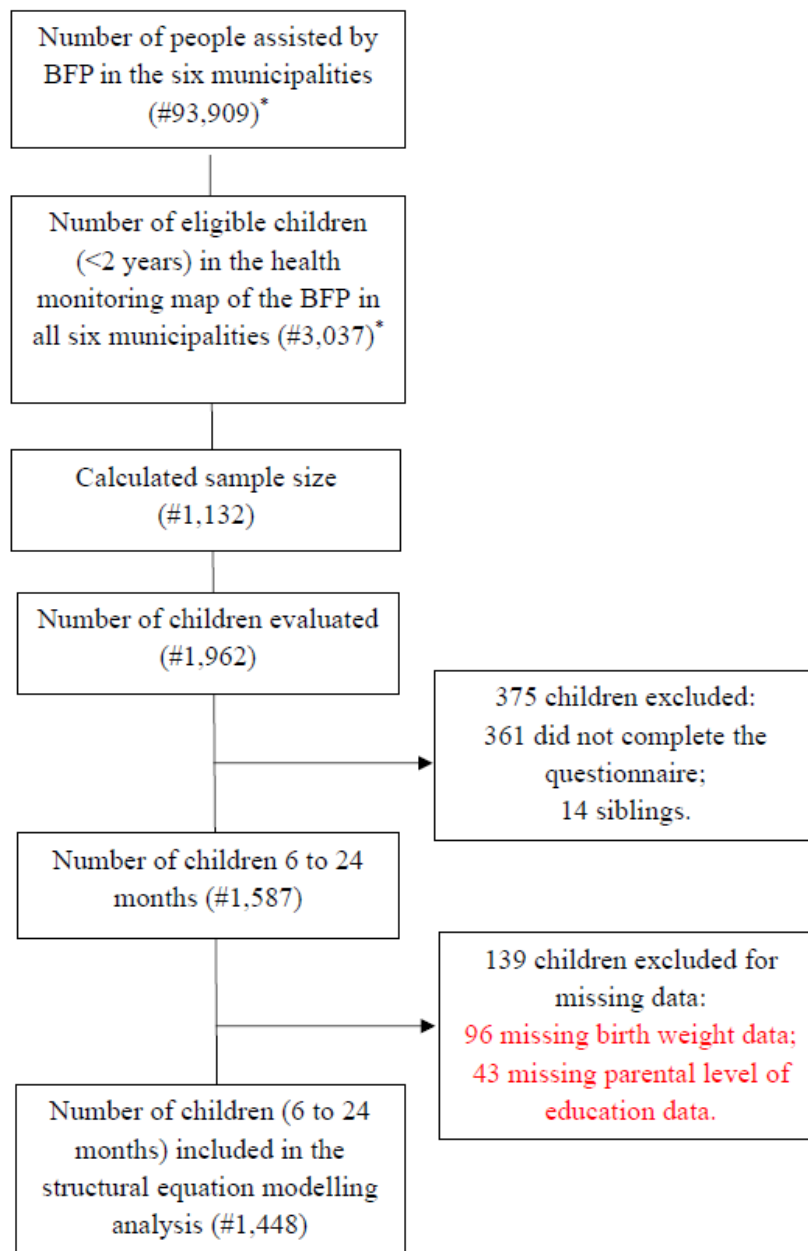 Number of people assisted by
BFP in the six municipalities
(#93,909)*
Number of eligible children
(<2 years) in the health
monitoring map of the BFP in
all six municipalities (#3,037)*
Calculated sample size
(#1,132)
Number of children evaluated
(#1,962)
375 children excluded:
361 did not complete the
questionnaire;
14 siblings.
Number of children 6 to 24
months (#1,587)
139 children excluded for
missing data:
96 missing birth weight data;
43 missing parental level of
education data.
Number of children (6 to 24
months) included in the
structural equation modelling
analysis (#1,448)